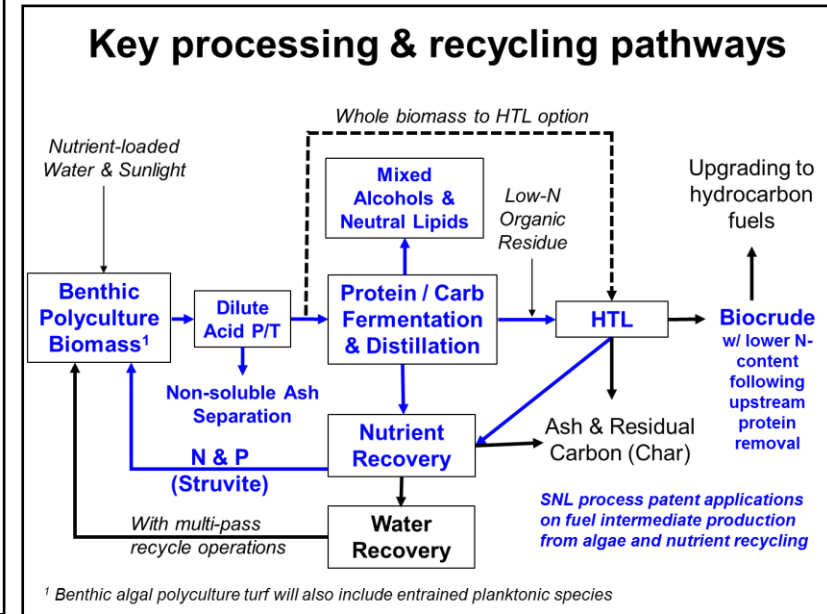 Key processing & recycling pathways
Whole biomass to HTL option
Nutrient-loaded
Water & Sunlight
Mixed
Alcohols &
Neutral Lipids
Low-N
Organic
Residue
Upgrading to
hydrocarbon
fuels
Benthic
Polyculture
Biomass¹
Dilute
Acid P/T
Protein / Carb
Fermentation
& Distillation
HTL
Biocrude
w/ lower N-
content
following
upstream
protein
removal
Non-soluble Ash
Separation
Nutrient
Recovery
Ash & Residual
Carbon (Char)
N & P
(Struvite)
With multi-pass
recycle operations
Water
Recovery
SNL process patent applications
on fuel intermediate production
from algae and nutrient recycling
¹ Benthic algal polyculture turf will also include entrained planktonic species